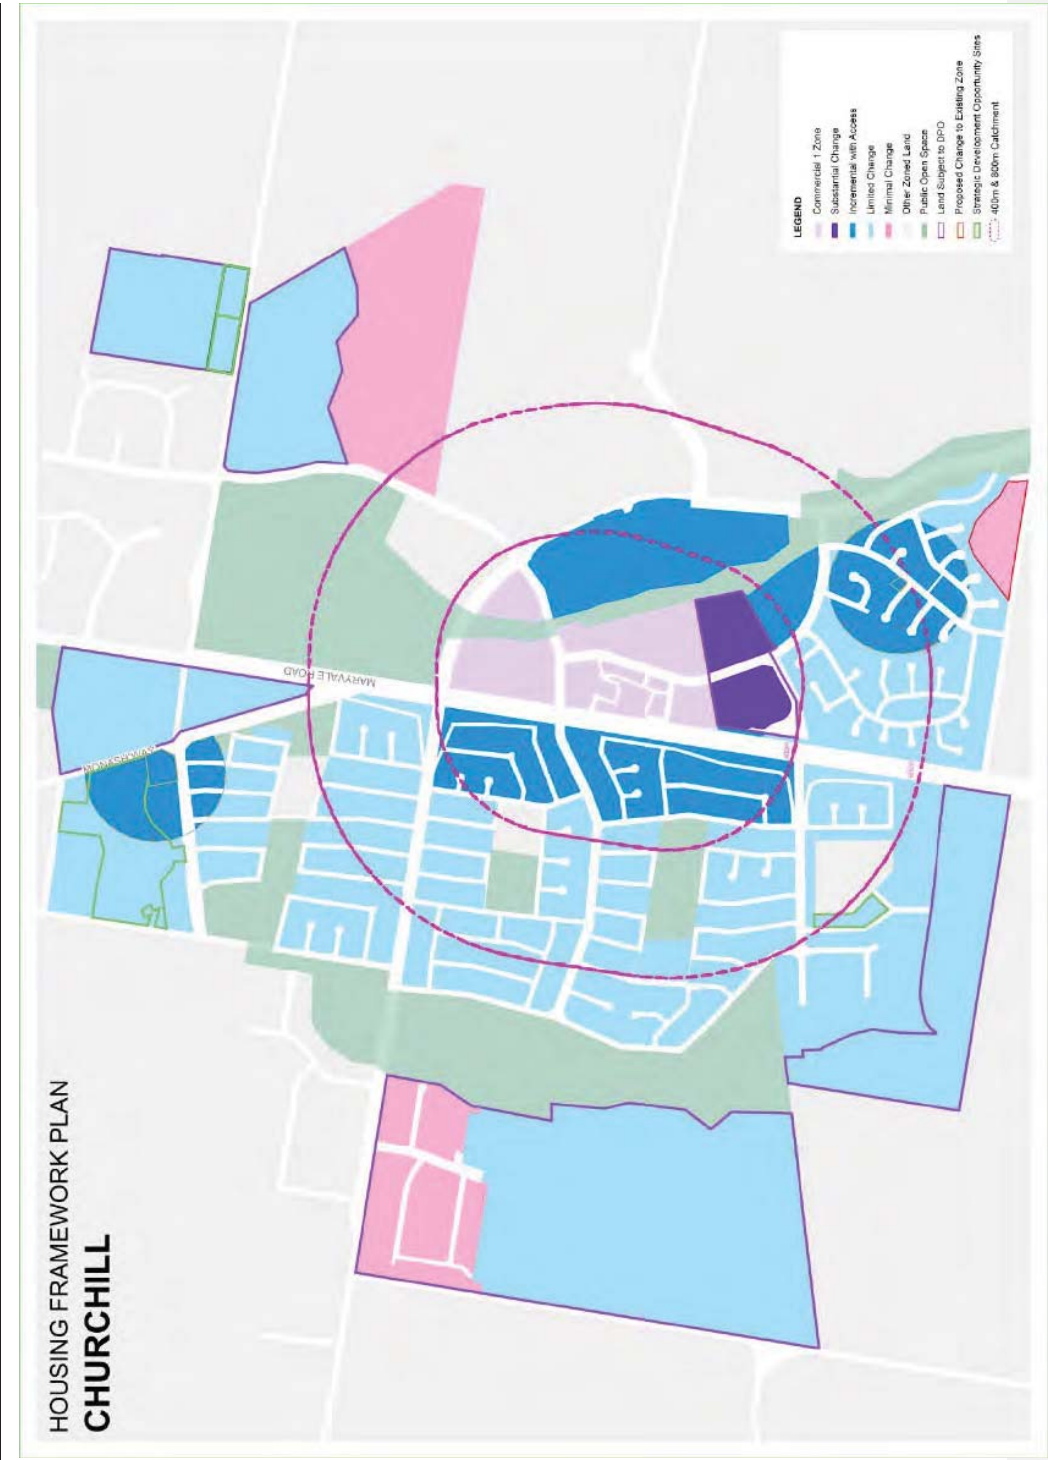 HOUSING FRAMEWORK PLAN
CHURCHILL
MARYVALE ROAD
LEGEND
Commercial 1 Zone
Substantial Change
Incremental with Access
Limited Change
Minimal Change
Other Zoned Land
Public Open Space
Land Subject to DPO
Proposed Change to Existing Zone
Strategic Development Opportunity Sites
400m & 800m Catchment